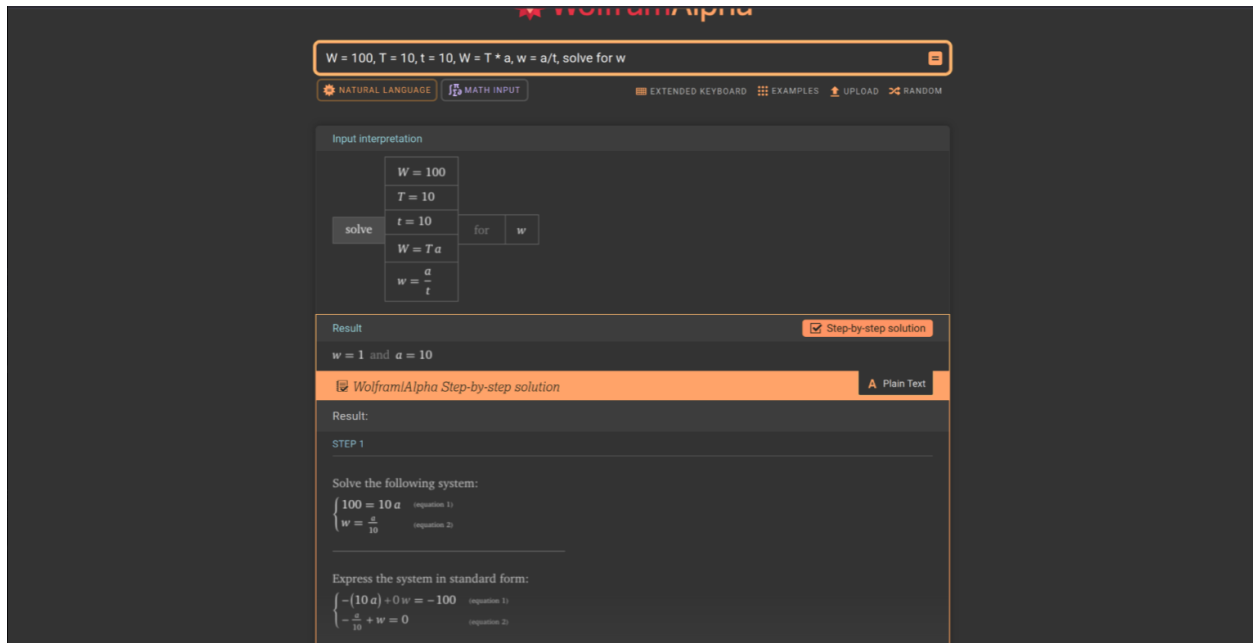 WolframAlpha
W = 100, T = 10, t = 10, W = T * a, w = a/t, solve for w
NATURAL LANGUAGE
MATH INPUT
EXTENDED KEYBOARD
EXAMPLES
UPLOAD
RANDOM
Input interpretation
solve
W = 100
T = 10
t = 10
W = T a
w = a/t
for
w
Result
Step-by-step solution
w = 1 and a = 10
Wolfram|Alpha Step-by-step solution
A Plain Text
Result:
STEP 1
Solve the following system:
{100 = 10 a (equation 1)
w = a/10 (equation 2)
Express the system in standard form:
{-(10 a) + 0 w = -100 (equation 1)
-a/10 + w = 0 (equation 2)